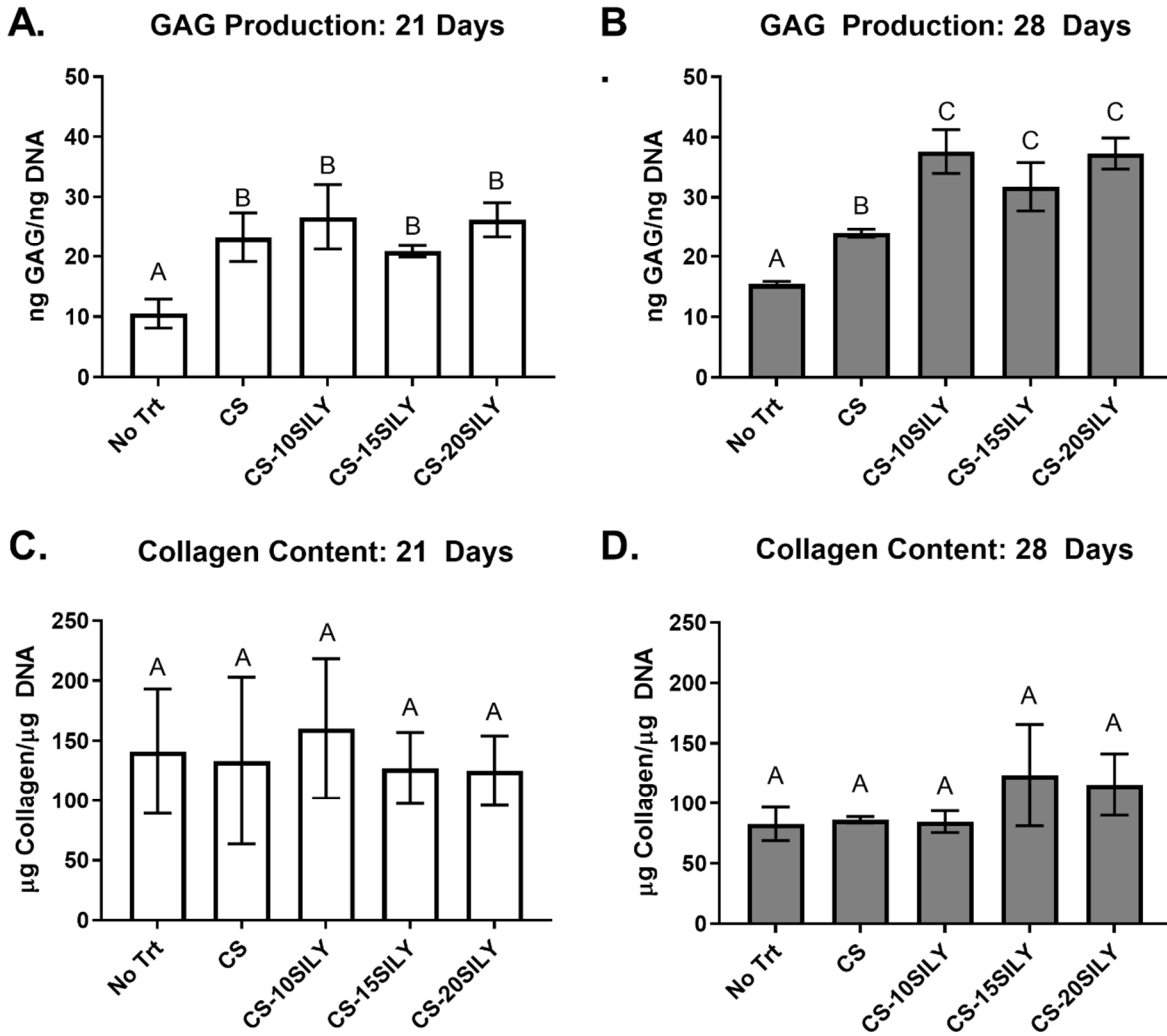 A.
GAG Production: 21 Days
ng GAG/ng DNA
50
40
30
20
10
0
A
B
B
B
B
No Trt
CS
CS-10SILY
CS-15SILY
CS-20SILY
B
.
GAG Production: 28 Days
ng GAG/ng DNA
50
40
30
20
10
0
A
B
C
C
C
No Trt
CS
CS-10SILY
CS-15SILY
CS-20SILY
C.
Collagen Content: 21 Days
µg Collagen/µg DNA
250
200
150
100
50
0
A
A
A
A
A
No Trt
CS
CS-10SILY
CS-15SILY
CS-20SILY
D.
Collagen Content: 28 Days
µg Collagen/µg DNA
250
200
150
100
50
0
A
A
A
A
A
No Trt
CS
CS-10SILY
CS-15SILY
CS-20SILY